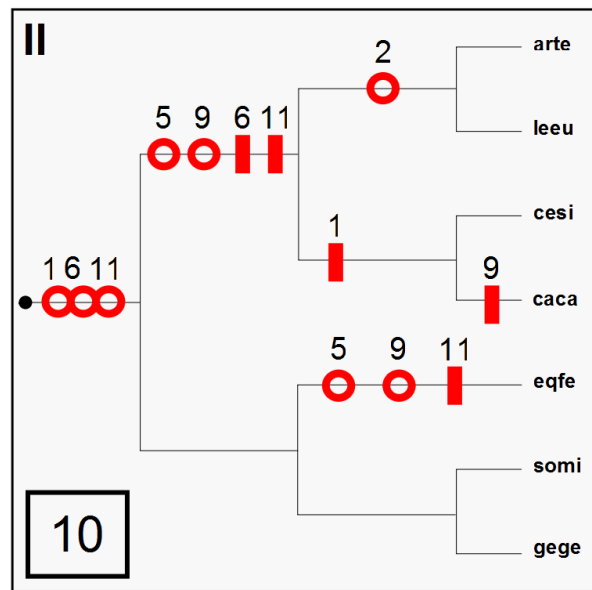 II
2
arte
leeu
5 9 6 11
1
cesi
9
caca
1 6 11
5 9 11
eqfe
somi
gege
10